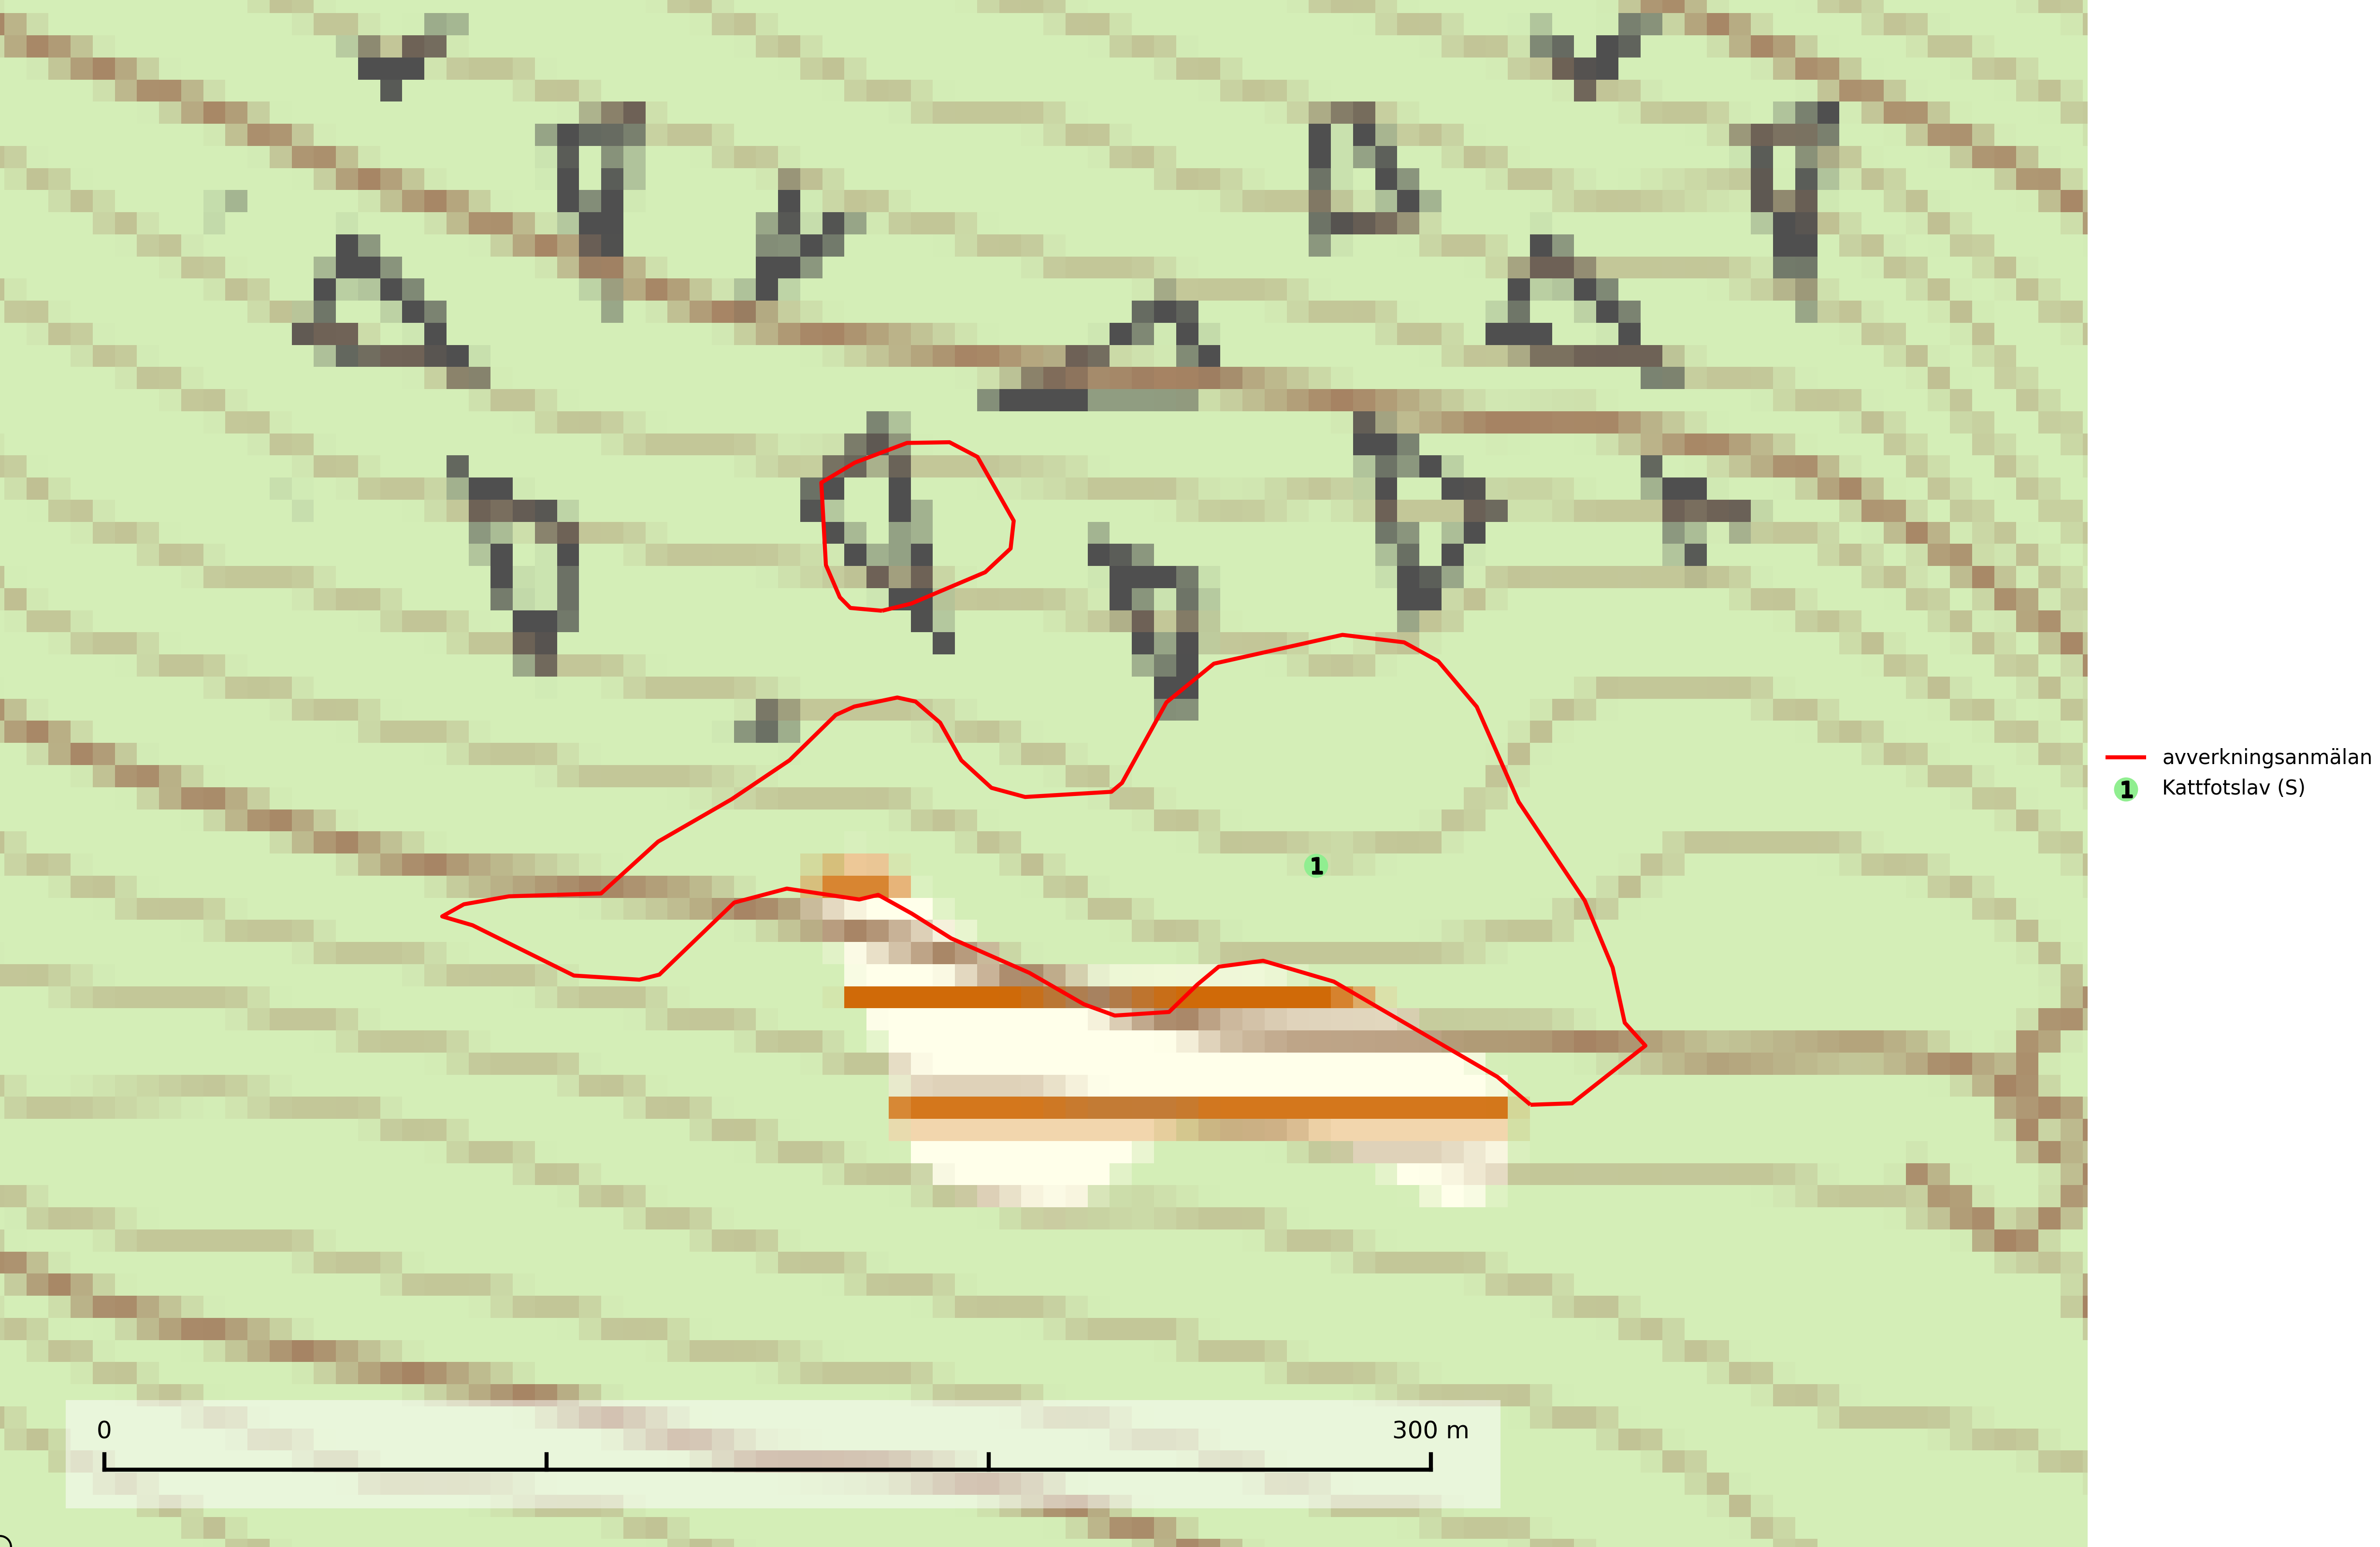 1
avverkningsanmälan
1 Kattfotslav (S)
0 300 m